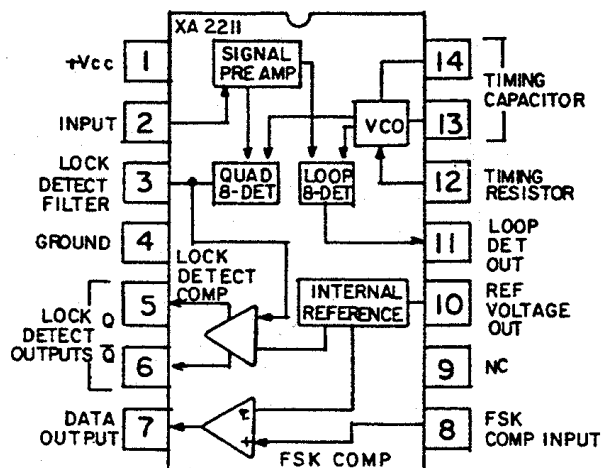 XA 2211
+Vcc
1
SIGNAL
PRE AMP
14
TIMING
CAPACITOR
INPUT
2
VCO
13
LOCK
DETECT
FILTER
3
QUAD
8-DET
LOOP
8-DET
12
TIMING
RESISTOR
GROUND
4
11
LOOP
DET
OUT
LOCK
DETECT
COMP
LOCK Q
DETECT
OUTPUTS Q̅
5
6
INTERNAL
REFERENCE
10
REF
VOLTAGE
OUT
9
NC
DATA
OUTPUT
7
+
FSK COMP
8
FSK
COMP INPUT